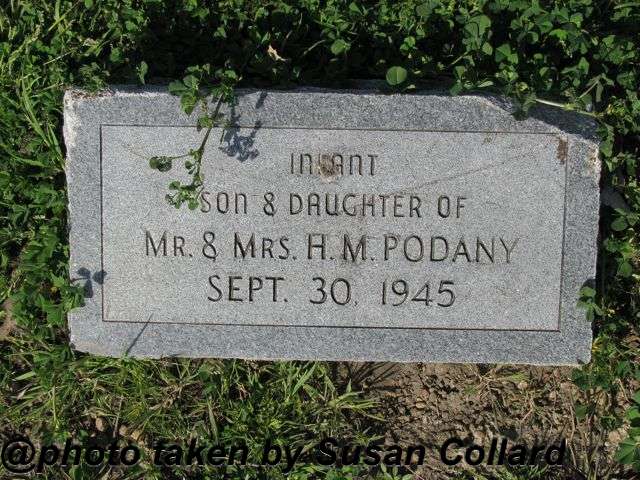 INFANT
SON & DAUGHTER OF
MR. & MRS. H. M. PODANY
SEPT. 30, 1945
@photo taken by Susan Collard